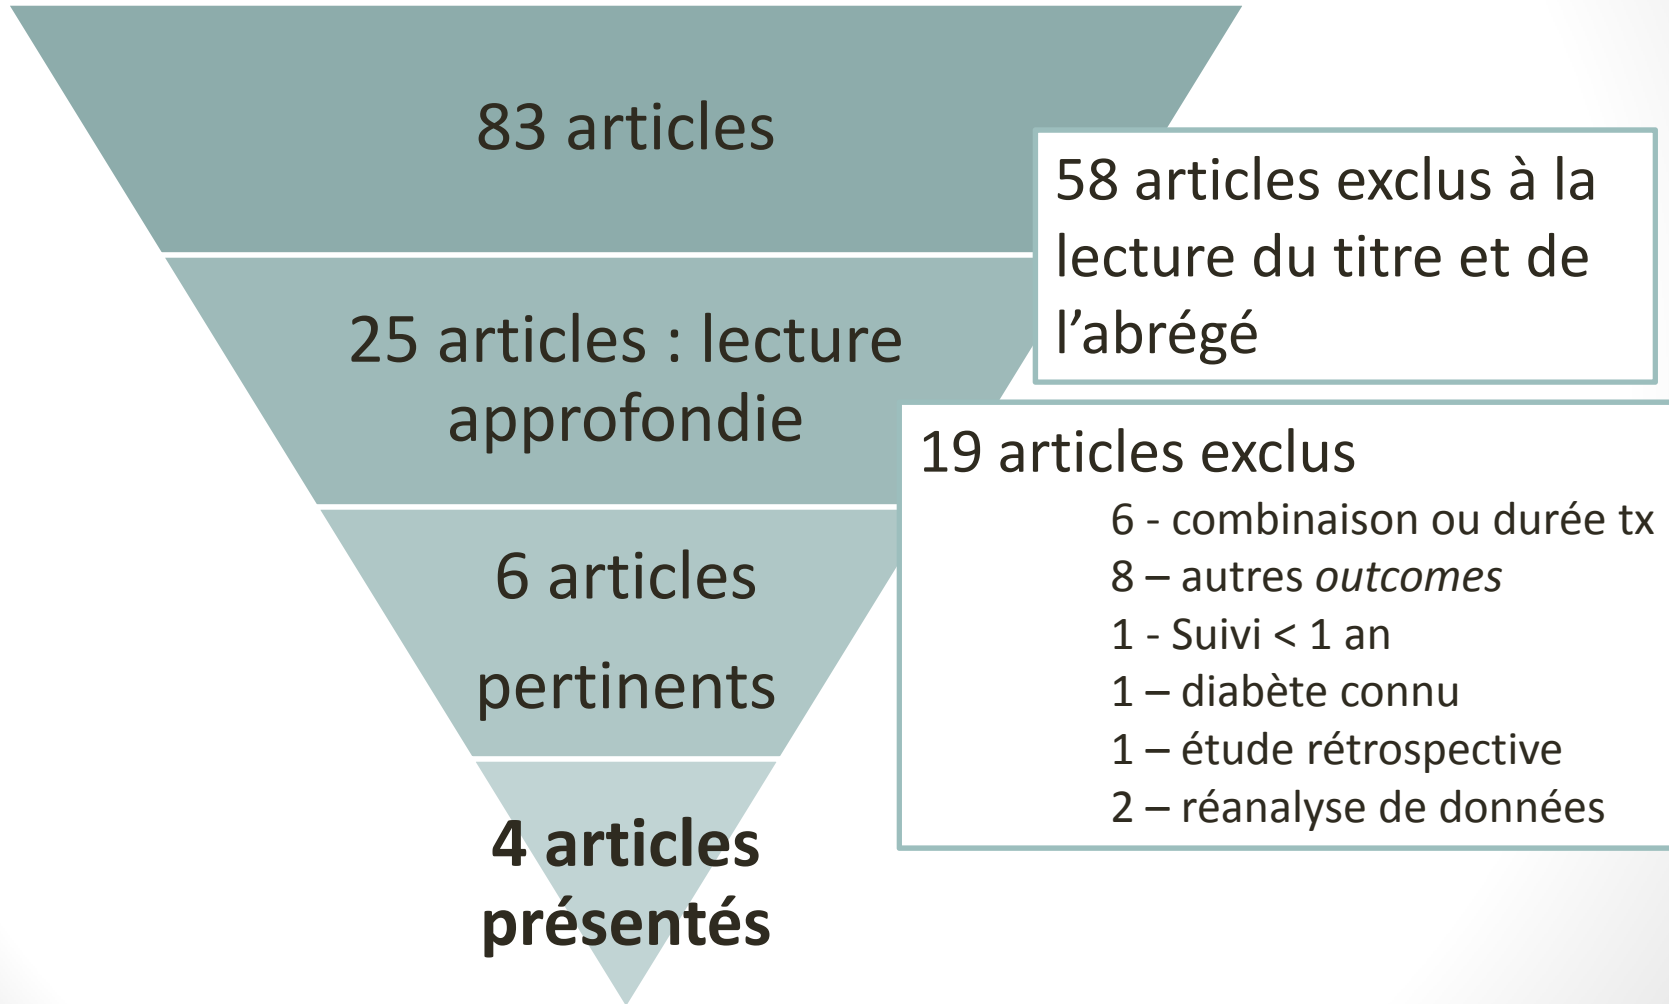 83 articles
58 articles exclus à la
lecture du titre et de
l’abrégé
25 articles : lecture
approfondie
19 articles exclus
6 - combinaison ou durée tx
8 – autres outcomes
1 - Suivi < 1 an
1 – diabète connu
1 – étude rétrospective
2 – réanalyse de données
6 articles
pertinents
4 articles
présentés